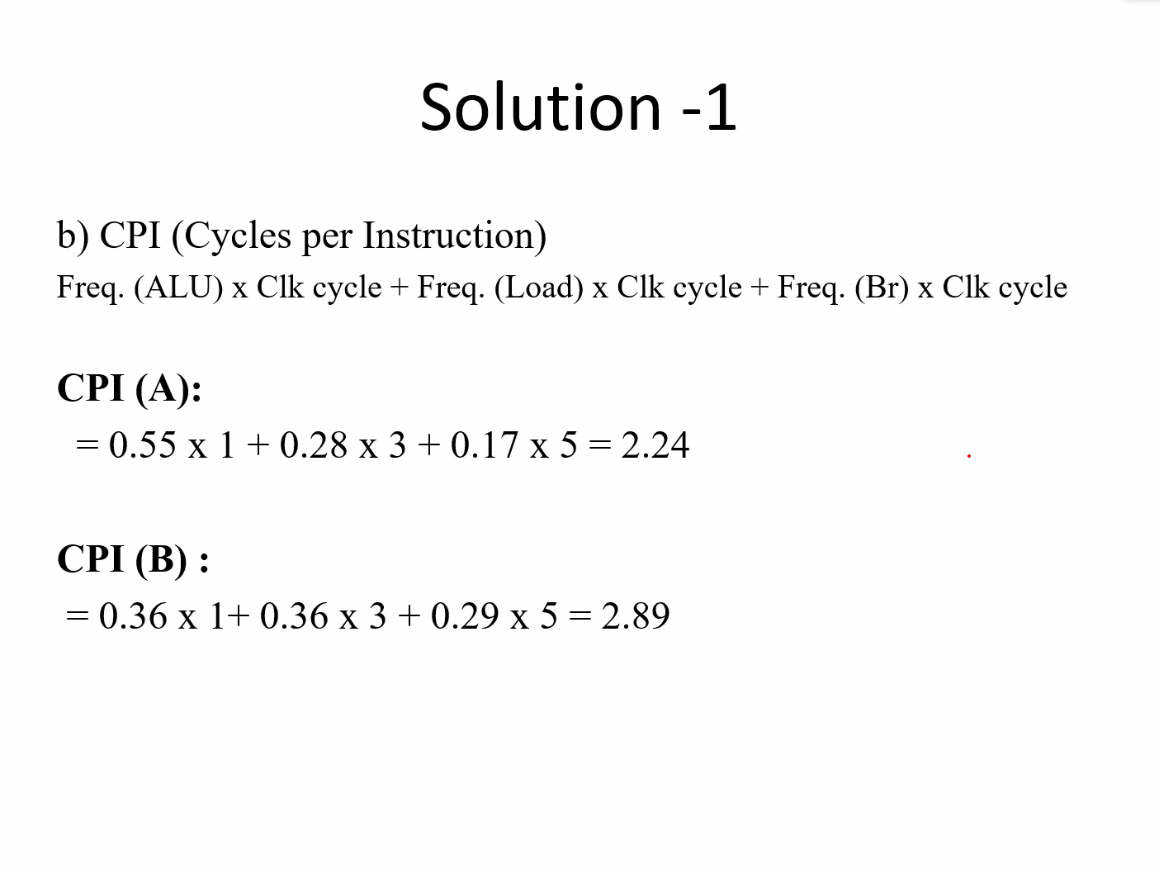 Solution -1
b) CPI (Cycles per Instruction)
Freq. (ALU) x Clk cycle + Freq. (Load) x Clk cycle + Freq. (Br) x Clk cycle
CPI (A):
= 0.55 x 1 + 0.28 x 3 + 0.17 x 5 = 2.24
CPI (B) :
= 0.36 x 1+ 0.36 x 3 + 0.29 x 5 = 2.89